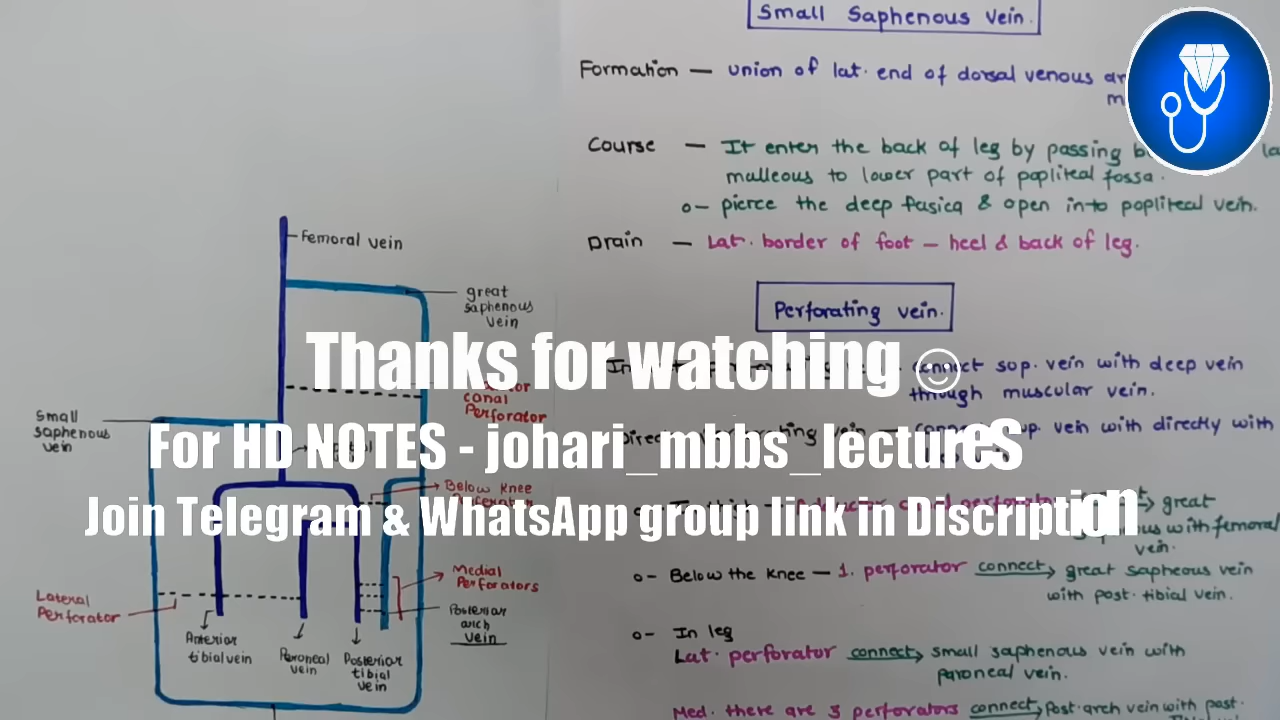 Small Saphenous vein.
Formation — union of lat. end of dorsal venous
Course — It enter the back of leg by passing
malleous to lower part of popliteal fossa.
o- pierce the deep fasica & open into popliteal vein.
Drain — Lat. border of foot - heel & back of leg.
Perforating vein.
connect sup. vein with deep vein
through muscular vein.
vein — sup. vein with directly with
great
with femoral
vein.
o- Below the knee — 1. perforator connect great sapheous vein
with post. tibial vein.
o- In leg
Lat. perforator connect small saphenous vein with
paroneal vein.
Med. there are 3 perforators connect Post. arch vein with post.
Femoral vein
great
saphenous
vein
canal
Perforator
Small
saphenous
vein
Below knee
Medial
Perforators
Lateral
Perforator
Posterior
arch
vein
Anterior
tibial vein
Peroneal
vein
Posterior
tibial
vein
Thanks for watching ☺
For HD NOTES - johari_mbbs_lectures
Join Telegram & WhatsApp group link in Discription